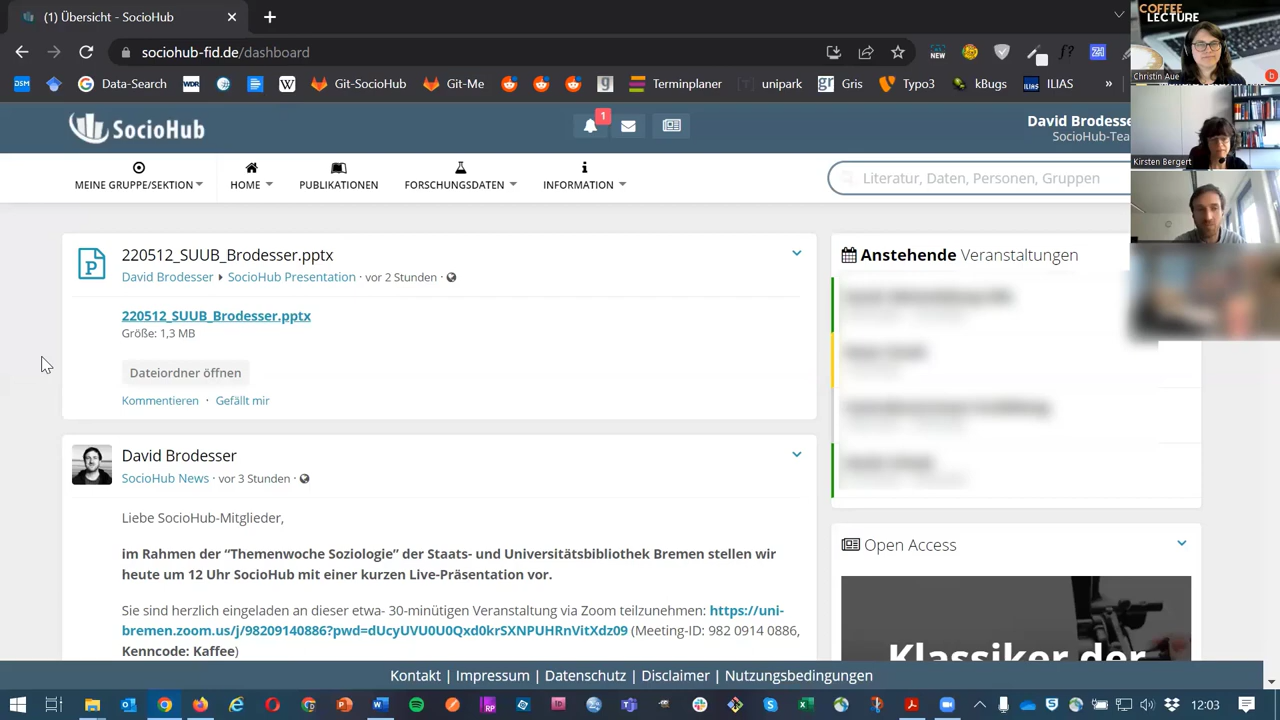 (1) Übersicht - SocioHub
COFFEE
LECTURE
sociohub-fid.de/dashboard
NEW
Data-Search
Git-SocioHub
Git-Me
Terminplaner
unipark
Gris
Typo3
kBugs
ILIAS
Christin Aue
SocioHub
1
David Brodesse
SocioHub-Tea
Kirsten Bergert
MEINE GRUPPE/SEKTION
HOME
PUBLIKATIONEN
FORSCHUNGSDATEN
INFORMATION
Literatur, Daten, Personen, Gruppen
220512_SUUB_Brodesser.pptx
David Brodesser SocioHub Presentation · vor 2 Stunden ·
220512_SUUB_Brodesser.pptx
Größe: 1,3 MB
Dateiordner öffnen
Kommentieren · Gefällt mir
Anstehende Veranstaltungen
David Brodesser
SocioHub News · vor 3 Stunden ·
Liebe SocioHub-Mitglieder,
im Rahmen der “Themenwoche Soziologie” der Staats- und Universitätsbibliothek Bremen stellen wir
heute um 12 Uhr SocioHub mit einer kurzen Live-Präsentation vor.
Sie sind herzlich eingeladen an dieser etwa- 30-minütigen Veranstaltung via Zoom teilzunehmen: https://uni-
bremen.zoom.us/j/98209140886?pwd=dUcyUVU0U0Qxd0krSXNPUHRnVitXdz09 (Meeting-ID: 982 0914 0886,
Kenncode: Kaffee)
Open Access
Klassiker der
Kontakt | Impressum | Datenschutz | Disclaimer | Nutzungsbedingungen
12:03